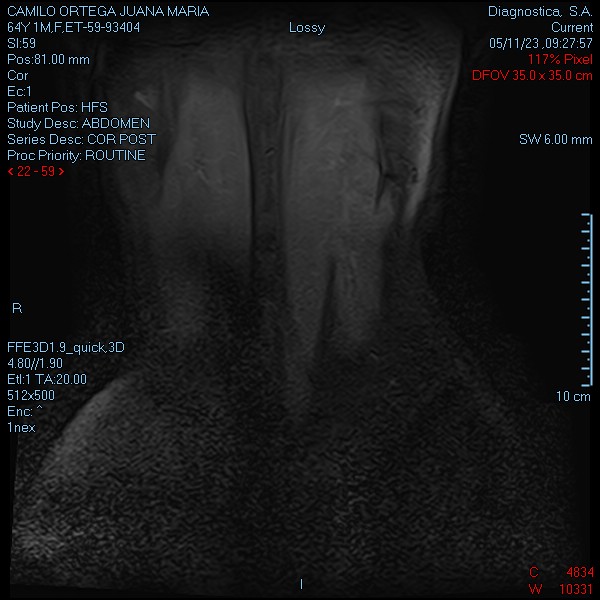 CAMILO ORTEGA JUANA MARIA
64Y 1M,F,ET-59-93404
Sl:59
Pos:81.00 mm
Cor
Ec:1
Patient Pos: HFS
Study Desc: ABDOMEN
Series Desc: COR POST
Proc Priority: ROUTINE
< 22 - 59 >
Lossy
Diagnostica, S.A.
Current
05/11/23 ,09:27:57
117% Pixel
DFOV 35.0 x 35.0 cm
SW 6.00 mm
R
FFE3D1.9_quick,3D
4.80//1.90
Etl:1 TA:20.00
512x500
Enc: ^
1nex
10 cm
I
C 4834
W 10331